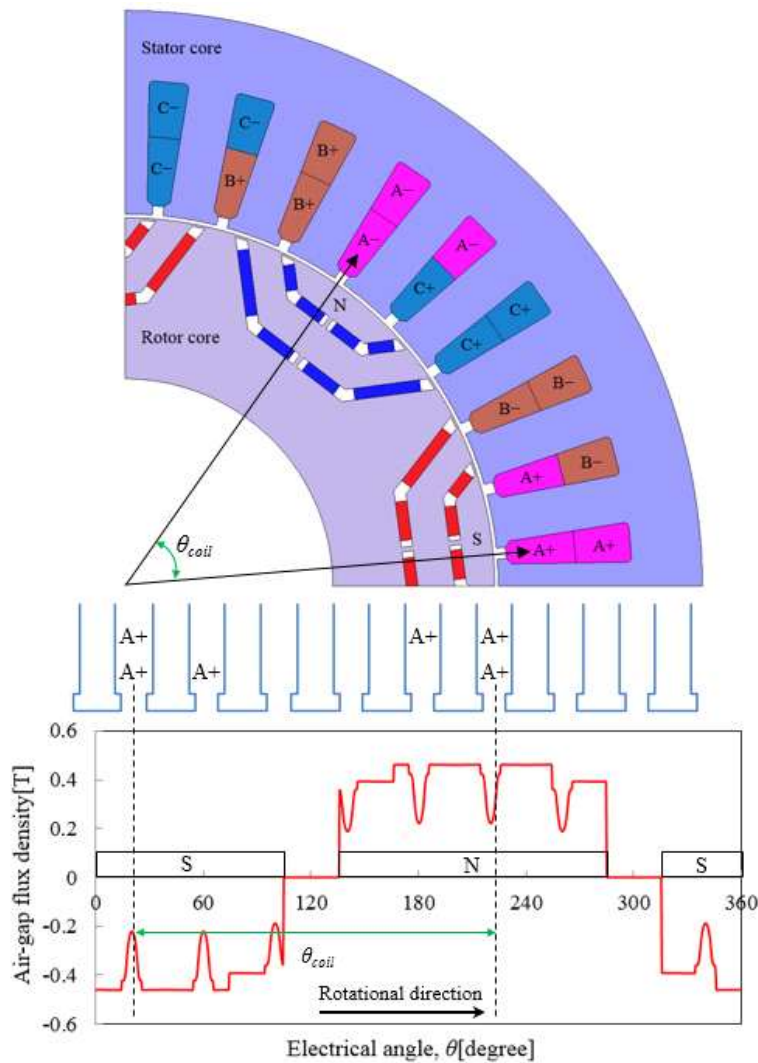 Stator core
C−
C−
C−
B+
B+
B+
A−
A−
A−
C+
C+
C+
B−
B−
B−
A+
A+
A+
N
S
Rotor core
θcoil
A+ A+ A+
A+ A+ A+
Air-gap flux density[T]
0.6
0.4
0.2
0
-0.2
-0.4
-0.6
S N S
0 60 120 180 240 300 360
θcoil
Rotational direction
Electrical angle, θ[degree]